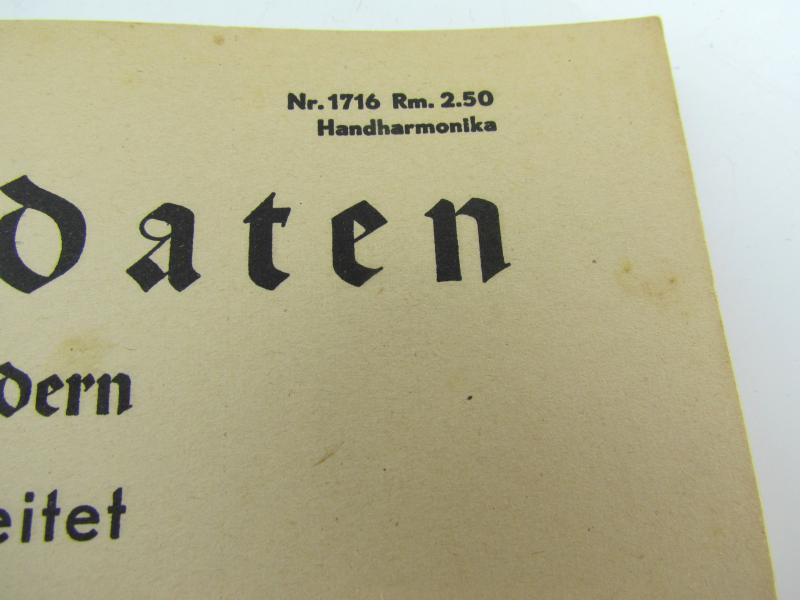 Nr. 1716 Rm. 2.50
Handharmonika
daten
dern
eitet